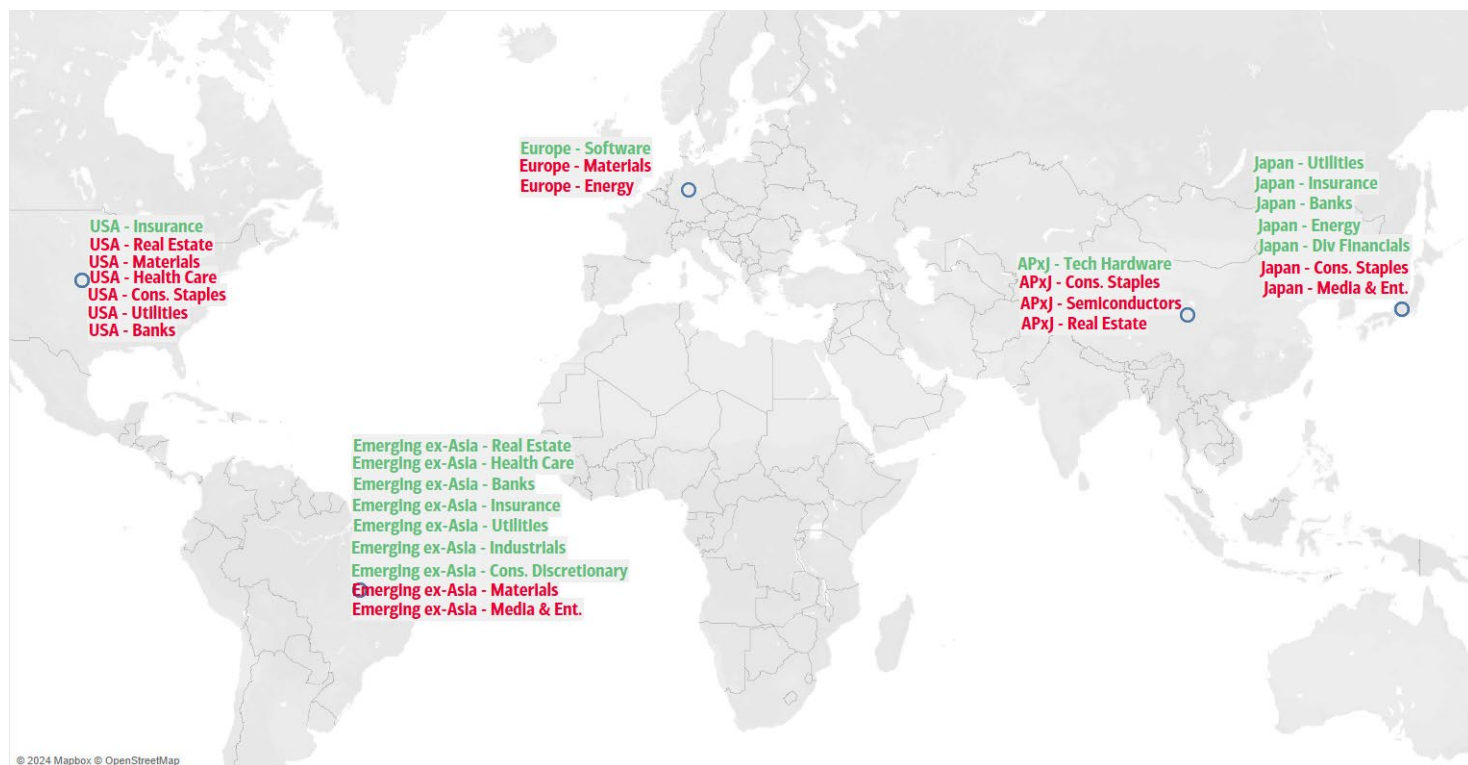 Europe - Software
Europe - Materials
Europe - Energy
Japan - Utilities
Japan - Insurance
Japan - Banks
Japan - Energy
Japan - Div Financials
Japan - Cons. Staples
Japan - Media & Ent.
USA - Insurance
USA - Real Estate
USA - Materials
USA - Health Care
USA - Cons. Staples
USA - Utilities
USA - Banks
APxJ - Tech Hardware
APxJ - Cons. Staples
APxJ - Semiconductors
APxJ - Real Estate
Emerging ex-Asia - Real Estate
Emerging ex-Asia - Health Care
Emerging ex-Asia - Banks
Emerging ex-Asia - Insurance
Emerging ex-Asia - Utilities
Emerging ex-Asia - Industrials
Emerging ex-Asia - Cons. Discretionary
Emerging ex-Asia - Materials
Emerging ex-Asia - Media & Ent.
© 2024 Mapbox © OpenStreetMap